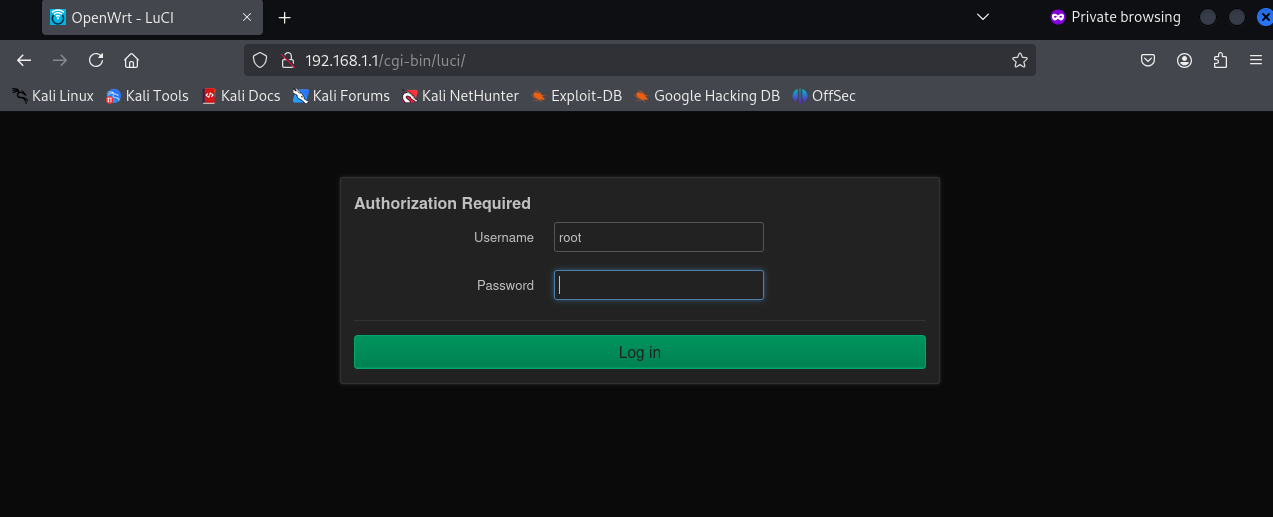 OpenWrt - LuCI
Private browsing
192.168.1.1/cgi-bin/luci/
Kali Linux Kali Tools Kali Docs Kali Forums Kali NetHunter Exploit-DB Google Hacking DB OffSec
Authorization Required
Username root
Password
Log in